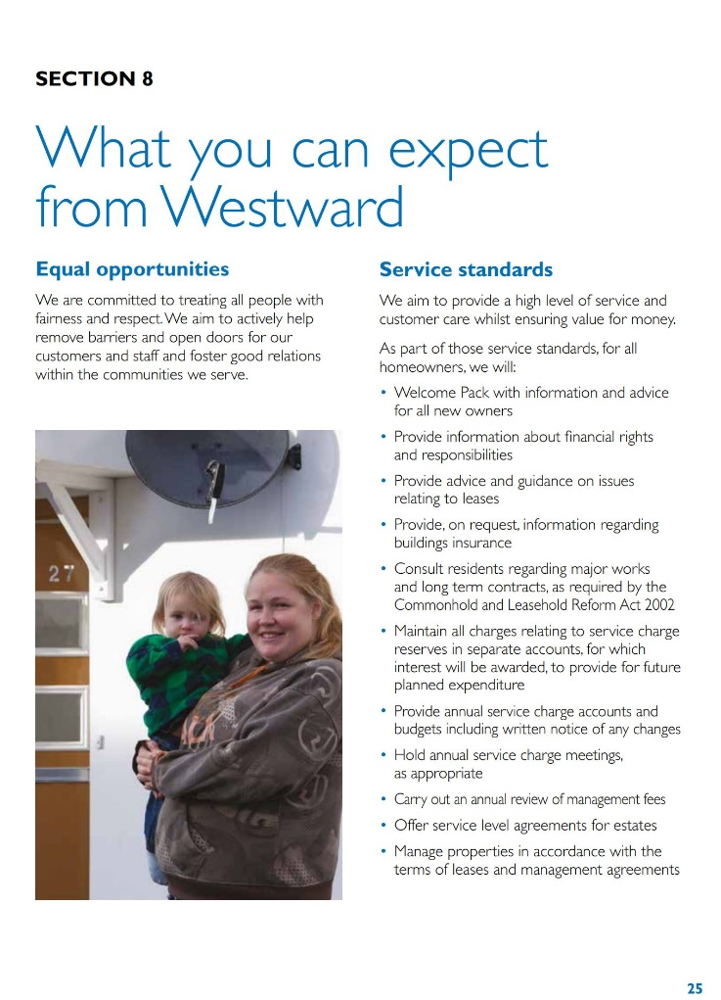 SECTION 8
What you can expect
from Westward
Equal opportunities
We are committed to treating all people with
fairness and respect. We aim to actively help
remove barriers and open doors for our
customers and staff and foster good relations
within the communities we serve.
27
Service standards
We aim to provide a high level of service and
customer care whilst ensuring value for money.
As part of those service standards, for all
homeowners, we will:
• Welcome Pack with information and advice
for all new owners
• Provide information about financial rights
and responsibilities
• Provide advice and guidance on issues
relating to leases
• Provide, on request, information regarding
buildings insurance
• Consult residents regarding major works
and long term contracts, as required by the
Commonhold and Leasehold Reform Act 2002
• Maintain all charges relating to service charge
reserves in separate accounts, for which
interest will be awarded, to provide for future
planned expenditure
• Provide annual service charge accounts and
budgets including written notice of any changes
• Hold annual service charge meetings,
as appropriate
• Carry out an annual review of management fees
• Offer service level agreements for estates
• Manage properties in accordance with the
terms of leases and management agreements
25